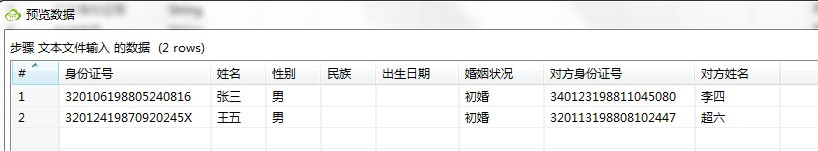 预览数据
步骤 文本文件输入 的数据 (2 rows)
# 身份证号 姓名 性别 民族 出生日期 婚姻状况 对方身份证号 对方姓名
1 320106198805240816 张三 男 初婚 340123198811045080 李四
2 32012419870920245X 王五 男 初婚 320113198808102447 超六